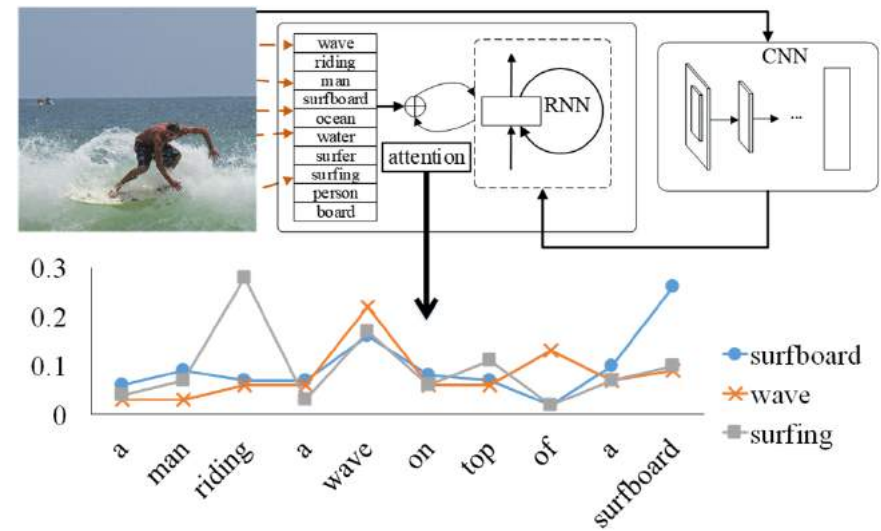 wave
riding
man
surfboard
ocean
water
surfer
surfing
person
board
attention
RNN
CNN
...
0.3
0.2
0.1
0
a
man
riding
a
wave
on
top
of
a
surfboard
surfboard
wave
surfing